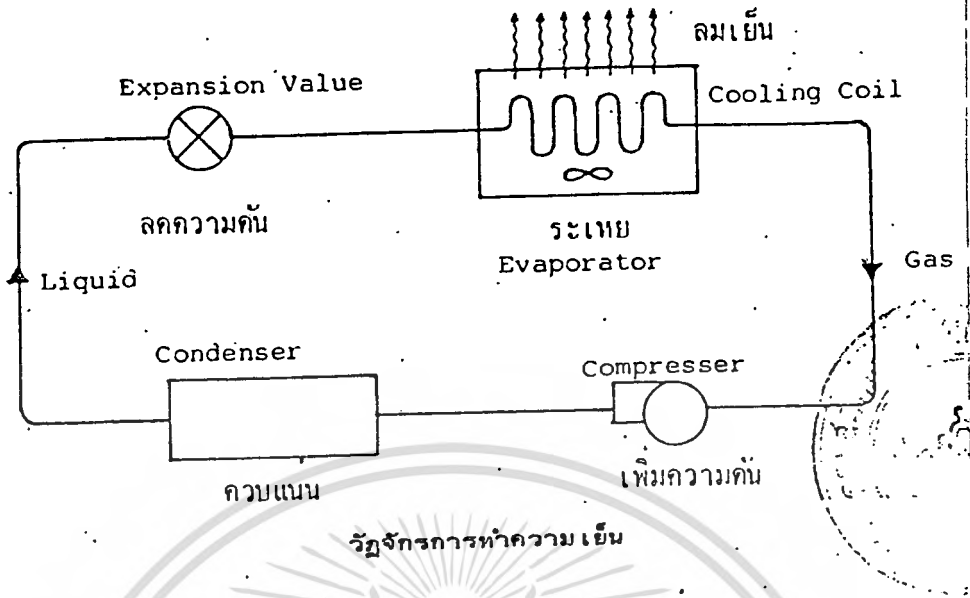 ลมเย็น
Expansion Value
Cooling Coil
ลดความดัน
ระเหย
Evaporator
Gas
Liquid
Condenser
Compresser
ควบแนน
เพิ่มความดัน
วัฏจักรการทำความเย็น